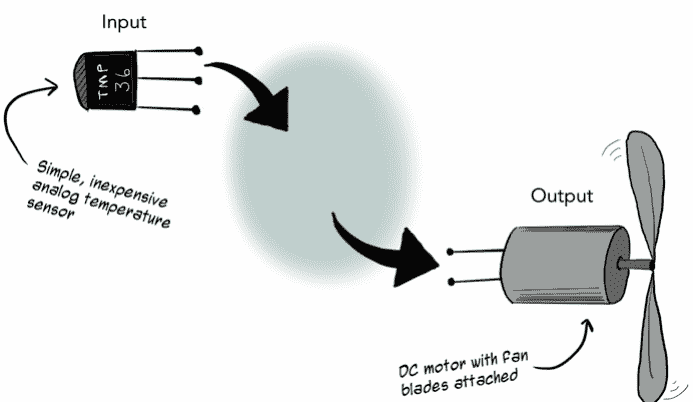 Input
TMP
36
Simple, inexpensive
analog temperature
sensor
Output
DC motor with fan
blades attached